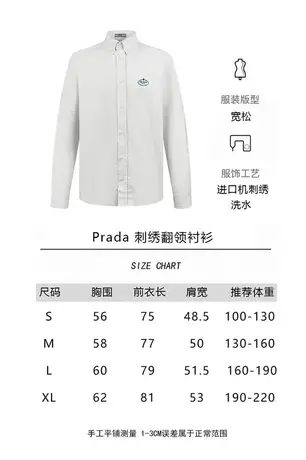 服装版型
宽松
服饰工艺
进口机刺绣
洗水
Prada 刺绣翻领衬衫
SIZE CHART
尺码 胸围 前衣长 肩宽 推荐体重
S 56 75 48.5 100-130
M 58 77 50 130-160
L 60 79 51.5 160-190
XL 62 81 53 190-220
手工平铺测量 1-3CM误差属于正常范围